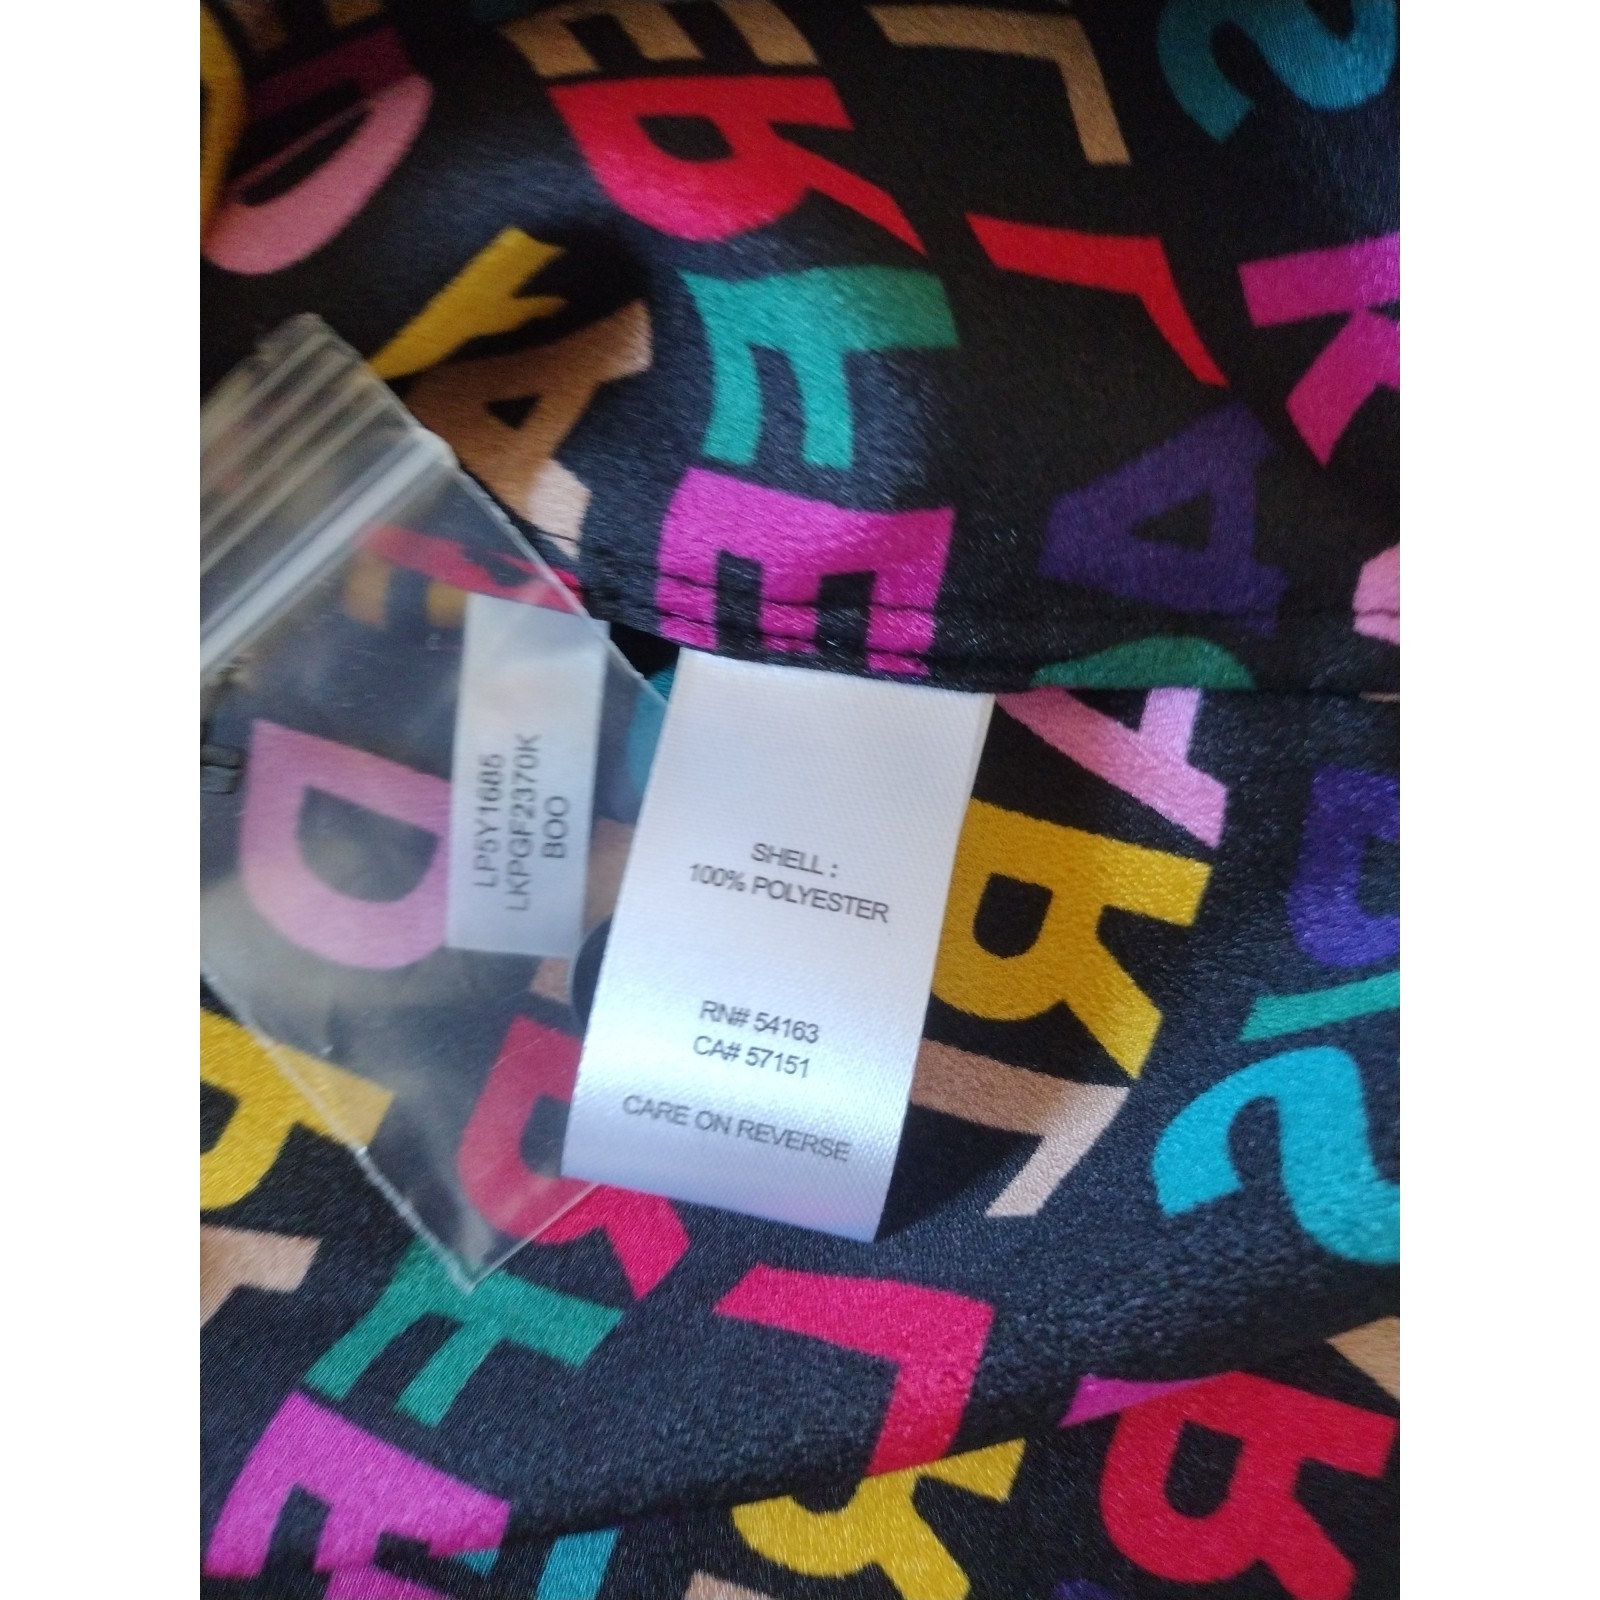 LP5Y1685
LKPGF2370K
BOO
SHELL :
100% POLYESTER
RN# 54163
CA# 57151
CARE ON REVERSE